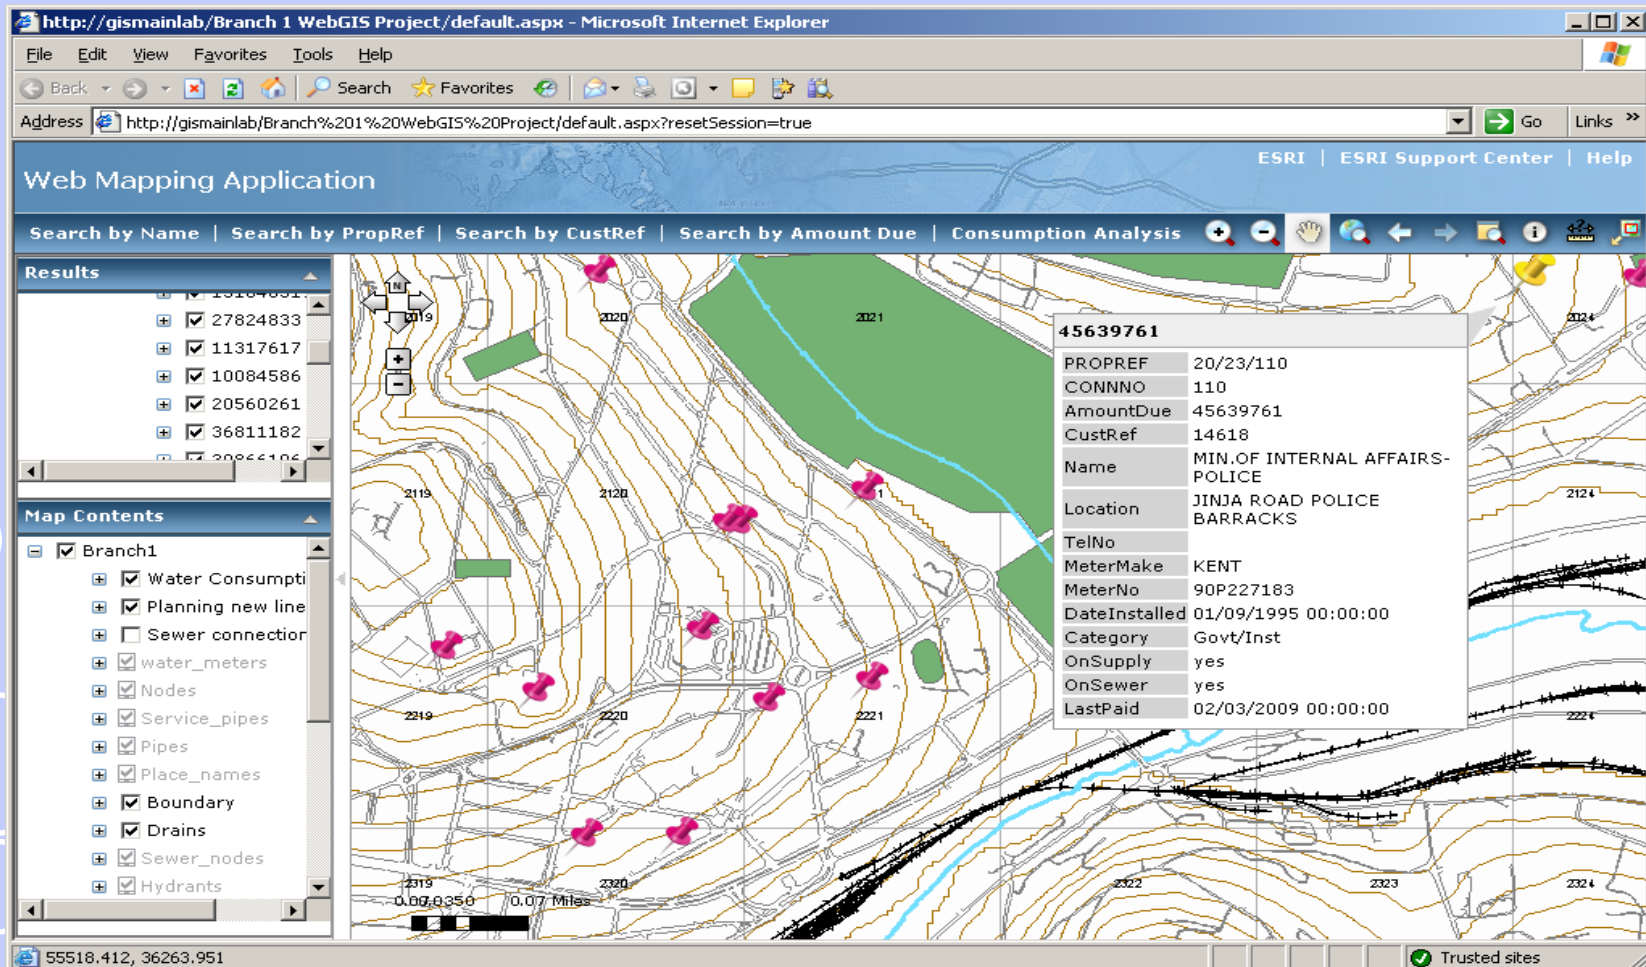 http://gismainlab/Branch 1 WebGIS Project/default.aspx - Microsoft Internet Explorer
File Edit View Favorites Tools Help
Back Search Favorites
Address http://gismainlab/Branch%201%20WebGIS%20Project/default.aspx?resetSession=true Go Links »
ESRI | ESRI Support Center | Help
Web Mapping Application
Search by Name | Search by PropRef | Search by CustRef | Search by Amount Due | Consumption Analysis
Results
27824833
11317617
10084586
20560261
36811182
Map Contents
Branch1
Water Consumpti
Planning new line
Sewer connection
water_meters
Nodes
Service_pipes
Pipes
Place_names
Boundary
Drains
Sewer_nodes
Hydrants
N
2019 2020 2021 2024
45639761
PROPREF 20/23/110
CONNNO 110
AmountDue 45639761
CustRef 14618
Name MIN.OF INTERNAL AFFAIRS-
POLICE
Location JINJA ROAD POLICE
BARRACKS
TelNo
MeterMake KENT
MeterNo 90P227183
DateInstalled 01/09/1995 00:00:00
Category Govt/Inst
OnSupply yes
OnSewer yes
LastPaid 02/03/2009 00:00:00
2119 2120 2124
2219 2220 2221 2224
2319 2320 2322 2323 2324
0.07 Miles
55518.412, 36263.951 Trusted sites